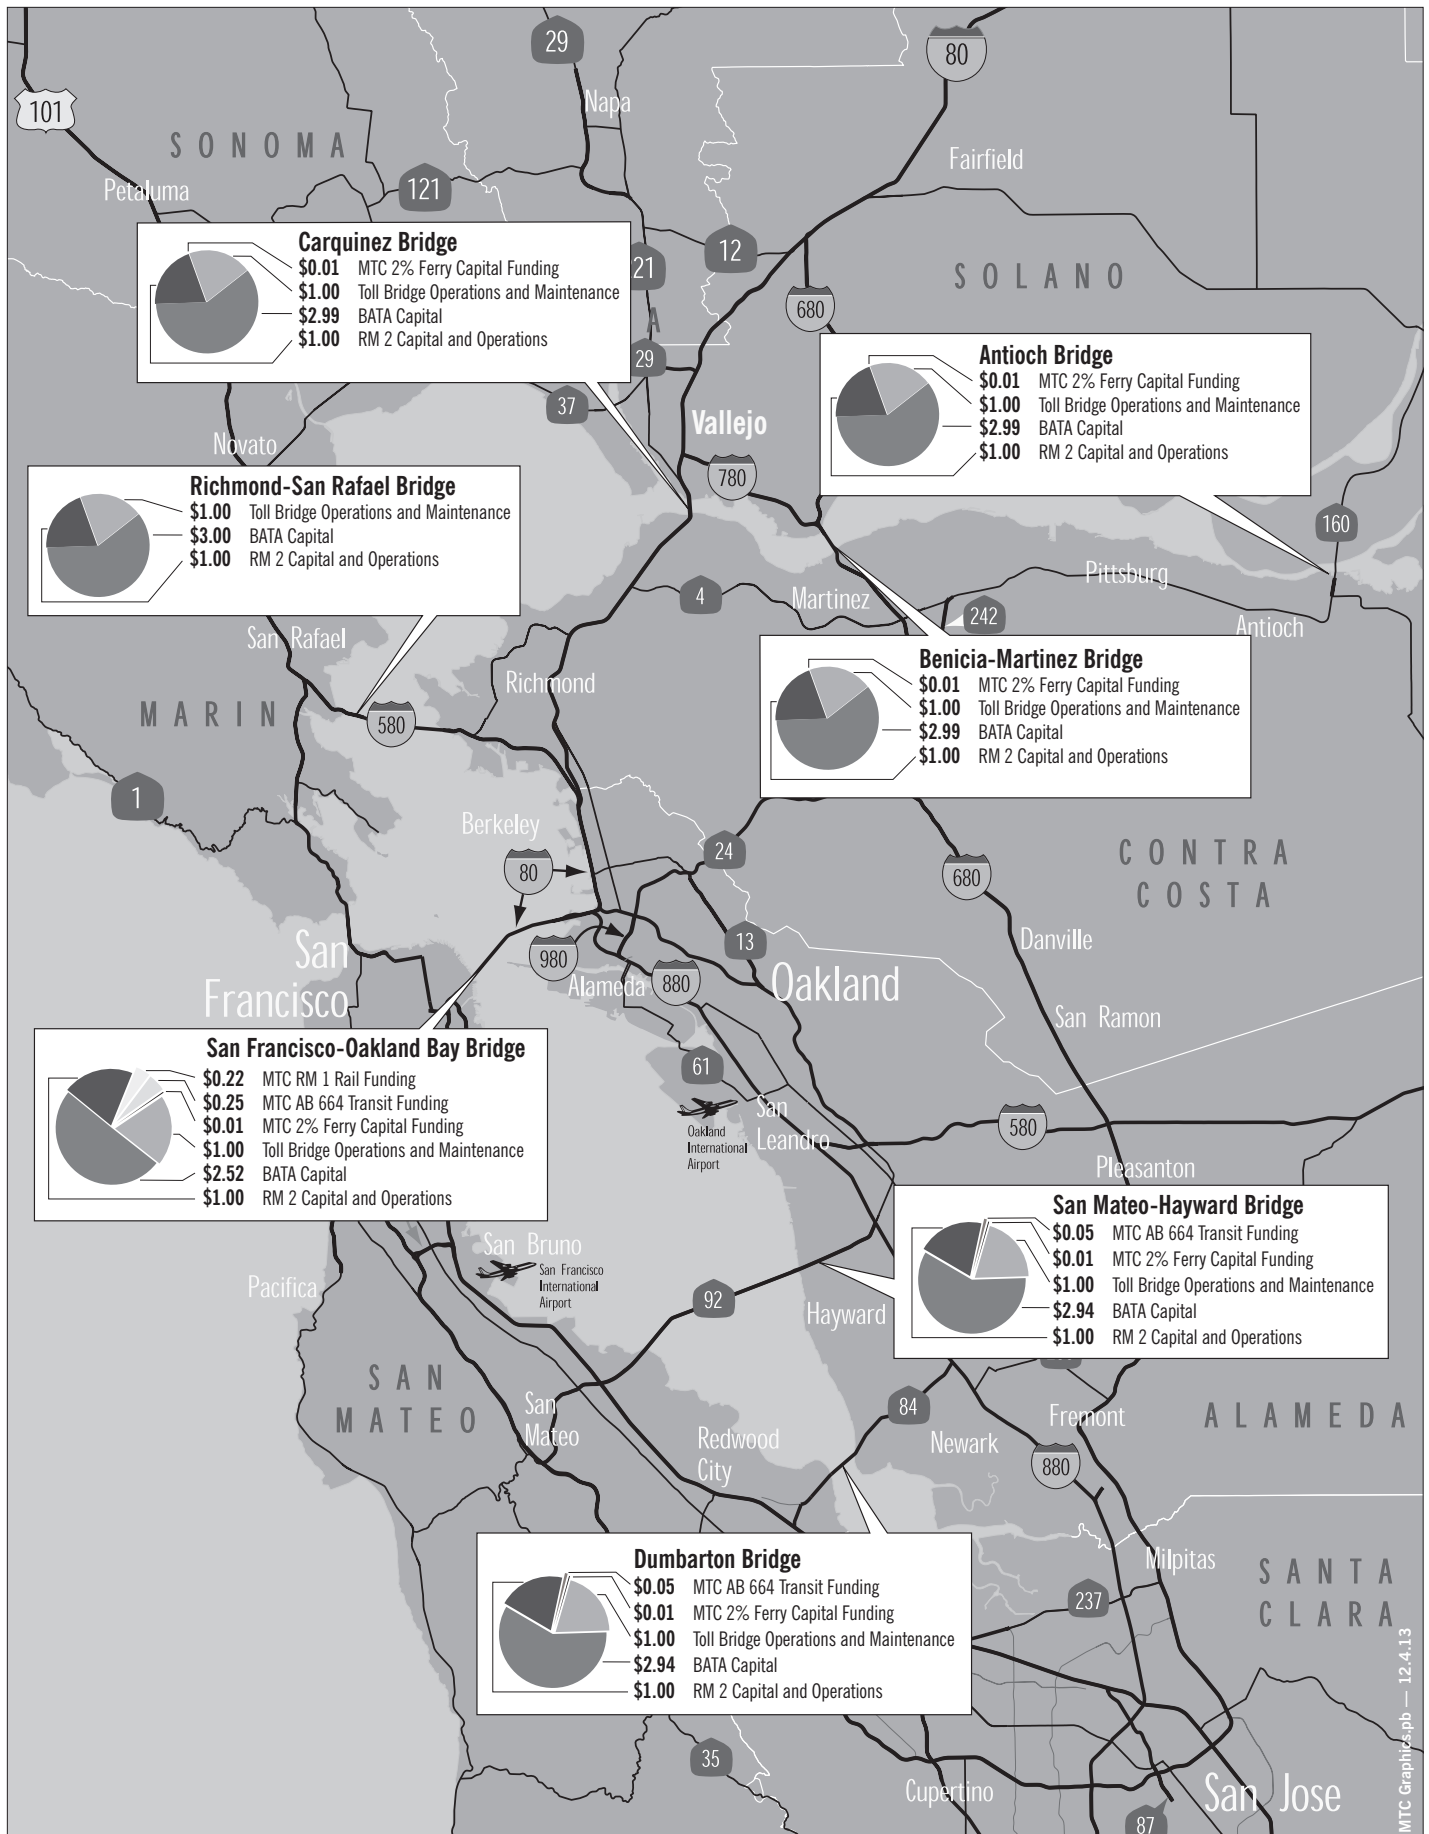 29
80
101
Napa
SONOMA
Fairfield
Petaluma
121
12
Carquinez Bridge
$0.01 MTC 2% Ferry Capital Funding
$1.00 Toll Bridge Operations and Maintenance
$2.99 BATA Capital
$1.00 RM 2 Capital and Operations
21
A
29
SOLANO
680
Antioch Bridge
$0.01 MTC 2% Ferry Capital Funding
$1.00 Toll Bridge Operations and Maintenance
$2.99 BATA Capital
$1.00 RM 2 Capital and Operations
37
Vallejo
Novato
780
Richmond-San Rafael Bridge
$1.00 Toll Bridge Operations and Maintenance
$3.00 BATA Capital
$1.00 RM 2 Capital and Operations
160
Pittsburg
4
Martinez
242
Antioch
San Rafael
Richmond
Benicia-Martinez Bridge
$0.01 MTC 2% Ferry Capital Funding
$1.00 Toll Bridge Operations and Maintenance
$2.99 BATA Capital
$1.00 RM 2 Capital and Operations
MARIN
580
1
Berkeley
80
24
680
CONTRA
COSTA
13
Danville
San
Francisco
980
Alameda
880
Oakland
San Ramon
San Francisco-Oakland Bay Bridge
$0.22 MTC RM 1 Rail Funding
$0.25 MTC AB 664 Transit Funding
$0.01 MTC 2% Ferry Capital Funding
$1.00 Toll Bridge Operations and Maintenance
$2.52 BATA Capital
$1.00 RM 2 Capital and Operations
61
Oakland
International
Airport
San
Leandro
580
Pleasanton
San Mateo-Hayward Bridge
$0.05 MTC AB 664 Transit Funding
$0.01 MTC 2% Ferry Capital Funding
$1.00 Toll Bridge Operations and Maintenance
$2.94 BATA Capital
$1.00 RM 2 Capital and Operations
San Bruno
San Francisco
International
Airport
Pacifica
92
Hayward
SAN
MATEO
San
Mateo
84
Fremont
ALAMEDA
Redwood
City
Newark
880
Dumbarton Bridge
$0.05 MTC AB 664 Transit Funding
$0.01 MTC 2% Ferry Capital Funding
$1.00 Toll Bridge Operations and Maintenance
$2.94 BATA Capital
$1.00 RM 2 Capital and Operations
Milpitas
237
SANTA
CLARA
35
Cupertino
San Jose
87
MTC Graphics.pb — 12.4.13